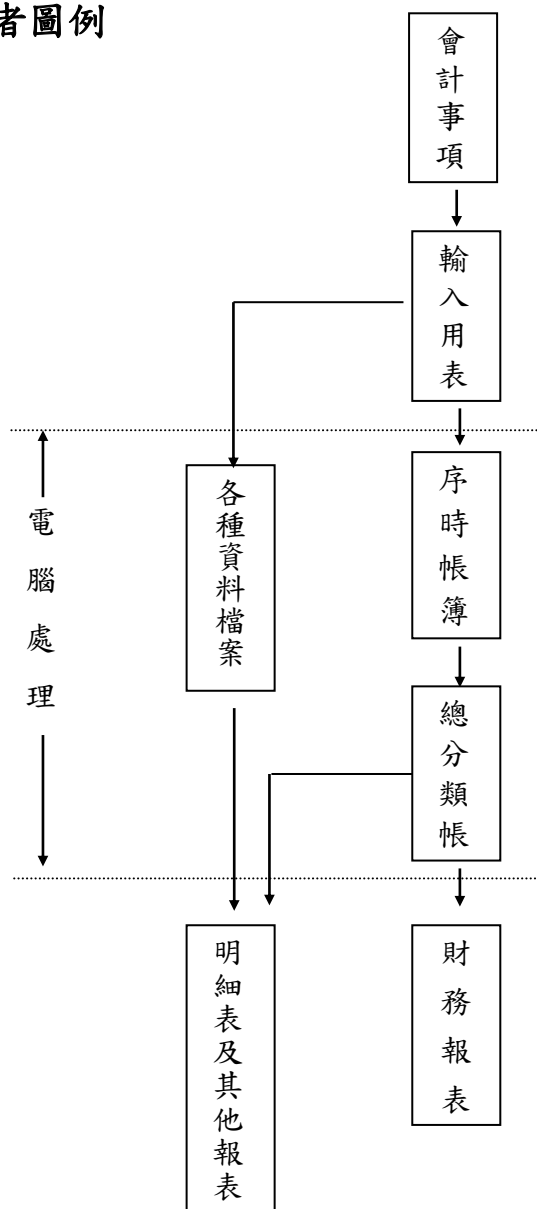 者圖例
會計事項
輸入用表
電腦處理
各種資料檔案
序時帳簿
總分類帳
明細表及其他報表
財務報表